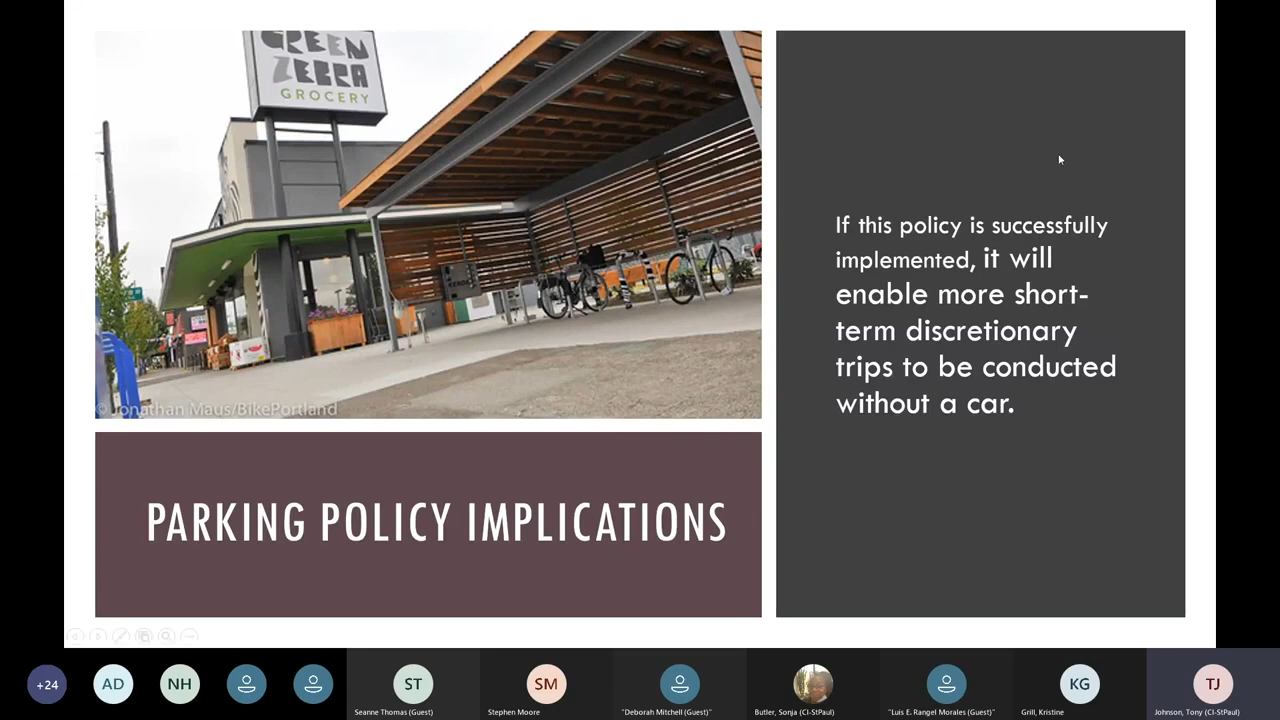 GREEN
ZEBRA
GROCERY
© Jonathan Maus/BikePortland
If this policy is successfully
implemented, it will
enable more short-
term discretionary
trips to be conducted
without a car.
PARKING POLICY IMPLICATIONS
+24
AD
NH
ST
SM
KG
TJ
Seanne Thomas (Guest)
Stephen Moore
"Deborah Mitchell (Guest)"
Butler, Sonja (CI-StPaul)
"Luis E. Rangel Morales (Guest)"
Grill, Kristine
Johnson, Tony (CI-StPaul)